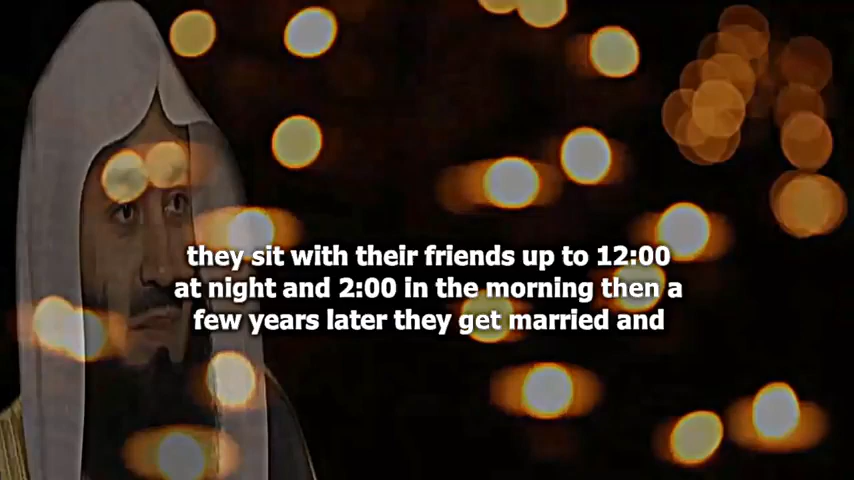 they sit with their friends up to 12:00
at night and 2:00 in the morning then a
few years later they get married and